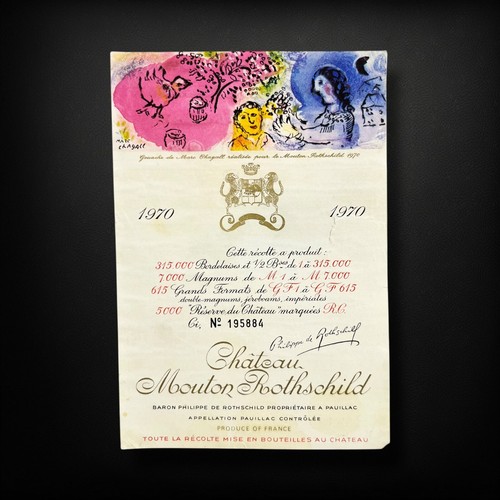 MARC
CHAGALL
Gouache de Marc Chagall réalisée pour le Mouton Rothschild 1970
1970 1970
Cette récolte a produit :
315.000 Bordelaises et 1/2 Bses de 1 à 315.000
7.000 Magnums de M 1 à M 7.000
615 Grands Formats de G F 1 à G F 615
double-magnums, jéroboams, impériales
5000 "Réserve du Château" marquées R.C.
Ci, Nº 195884
Philippe de Rothschild
Château
Mouton Rothschild
BARON PHILIPPE DE ROTHSCHILD PROPRIÉTAIRE A PAUILLAC
APPELLATION PAUILLAC CONTRÔLÉE
PRODUCE OF FRANCE
TOUTE LA RÉCOLTE MISE EN BOUTEILLES AU CHÂTEAU